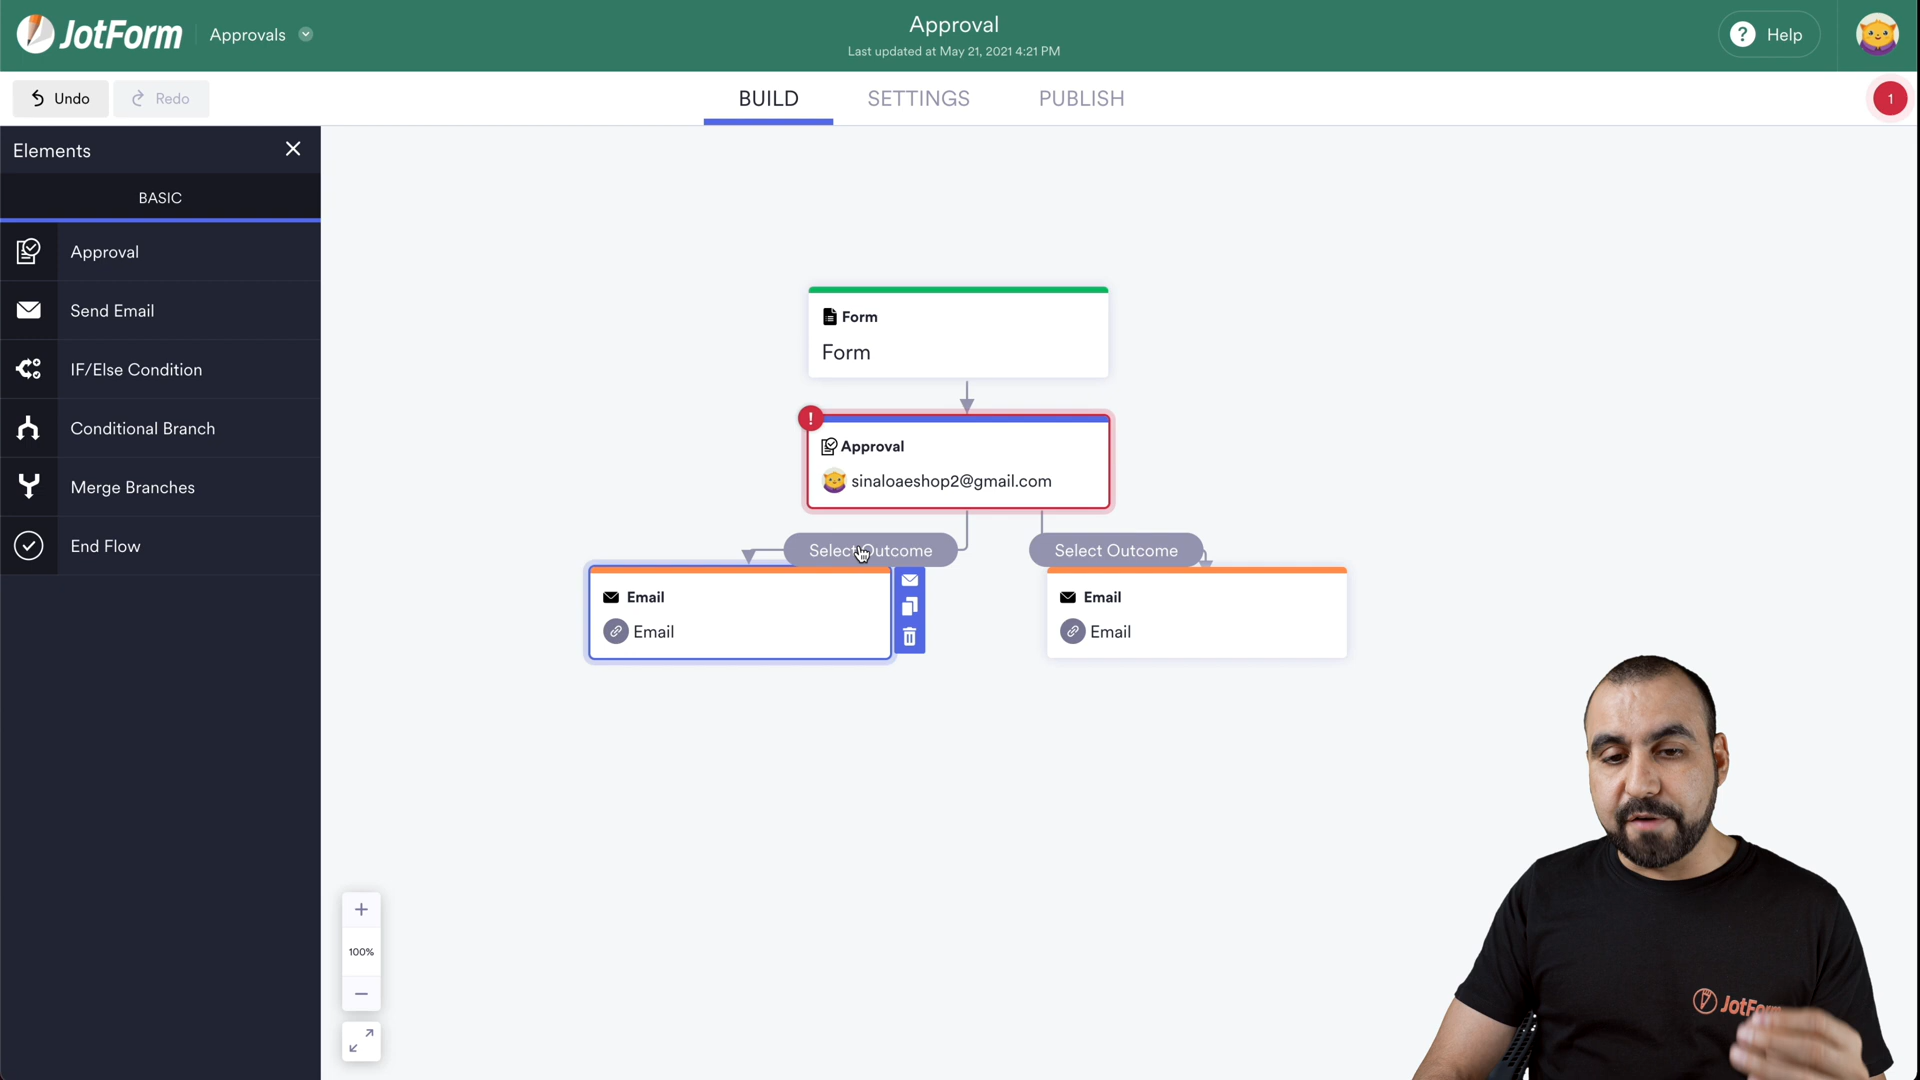 JotForm
Approvals
Approval
Last updated at May 21, 2021 4:21 PM
? Help
Undo
Redo
BUILD
SETTINGS
PUBLISH
1
Elements
BASIC
Approval
Send Email
IF/Else Condition
Conditional Branch
Merge Branches
End Flow
Form
Form
!
Approval
sinaloaeshop2@gmail.com
Select Outcome
Select Outcome
Email
Email
Email
Email
+
100%
−
JotForm